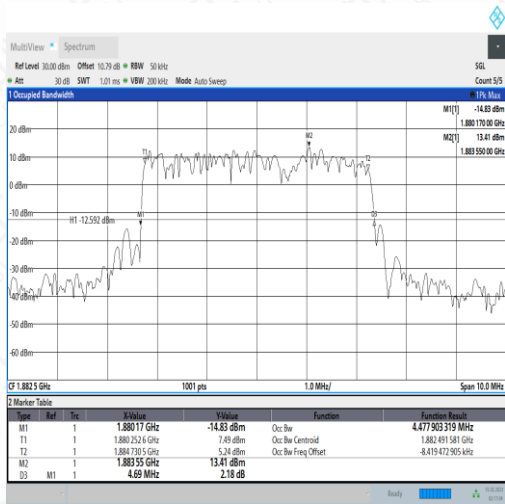 MultiView Spectrum
Ref Level 30.00 dBm Offset 10.79 dB RBW 50 kHz SGL
Att 30 dB SWT 1.01 ms VBW 200 kHz Mode Auto Sweep Count 5/5
1 Occupied Bandwidth 1Pk Max
M1[1] -14.83 dBm
1.880 170 00 GHz
M2[1] 13.41 dBm
1.883 550 00 GHz
20 dBm
M2
T1
T2
10 dBm
0 dBm
-10 dBm
M1
D3
H1 -12.592 dBm
-20 dBm
-30 dBm
-40 dBm
-50 dBm
-60 dBm
CF 1.882 5 GHz 1001 pts 1.0 MHz/ Span 10.0 MHz
2 Marker Table
Type Ref Trc X-Value Y-Value Function Function Result
M1 1 1.88017 GHz -14.83 dBm Occ Bw 4.477 903 319 MHz
T1 1 1.880 252 6 GHz 7.49 dBm Occ Bw Centroid 1.882 491 581 GHz
T2 1 1.884 730 5 GHz 5.24 dBm Occ Bw Freq Offset -8.419 472 905 kHz
M2 1 1.883 55 GHz 13.41 dBm
D3 M1 1 4.69 MHz 2.18 dB
Ready